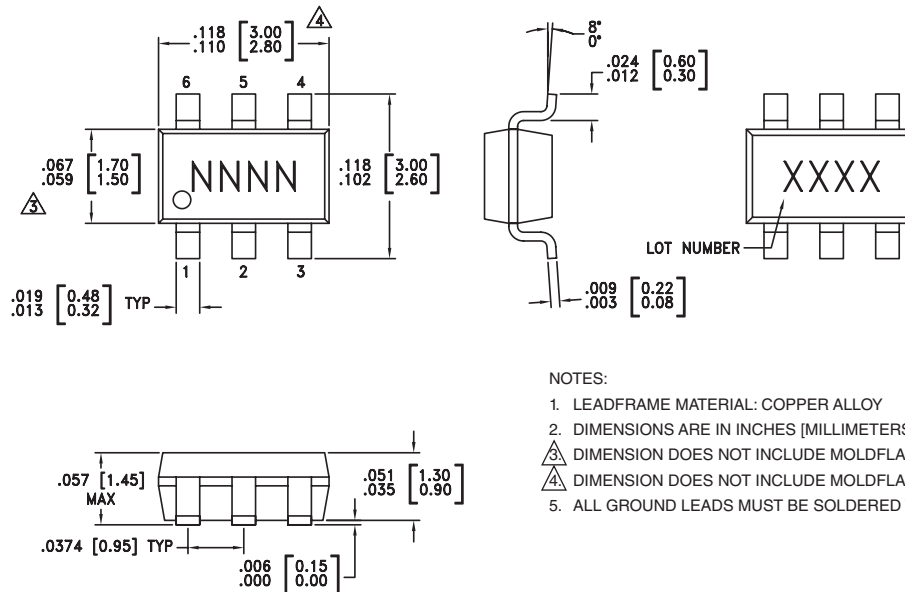 .118 [3.00]
.110 [2.80]
4
6 5 4
.067 [1.70]
.059 [1.50]
3
NNNN
.118 [3.00]
.102 [2.60]
1 2 3
.019 [0.48]
.013 [0.32]
TYP
8°
0°
.024 [0.60]
.012 [0.30]
.009 [0.22]
.003 [0.08]
XXXX
LOT NUMBER
.057 [1.45]
MAX
.051 [1.30]
.035 [0.90]
.0374 [0.95] TYP
.006 [0.15]
.000 [0.00]
NOTES:
1. LEADFRAME MATERIAL: COPPER ALLOY
2. DIMENSIONS ARE IN INCHES [MILLIMETERS
3. DIMENSION DOES NOT INCLUDE MOLDFLA
4. DIMENSION DOES NOT INCLUDE MOLDFLA
5. ALL GROUND LEADS MUST BE SOLDERED